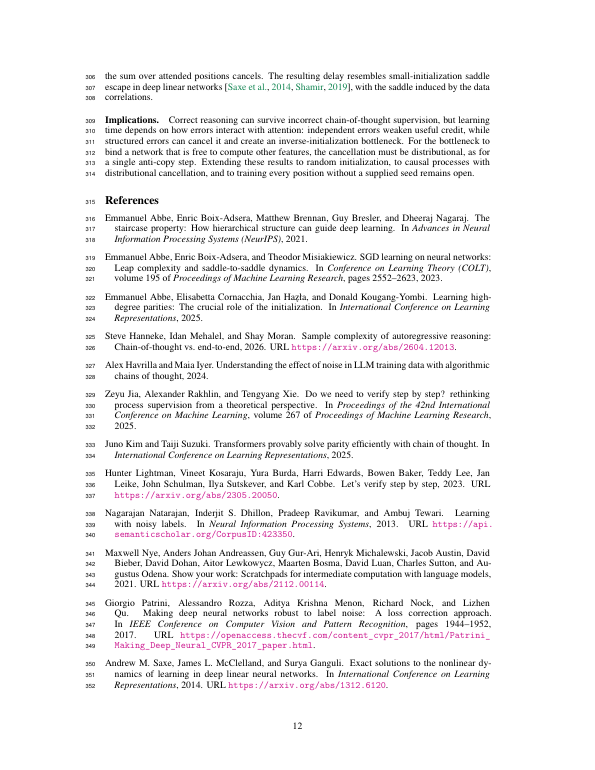 306 the sum over attended positions cancels. The resulting delay resembles small-initialization saddle
307 escape in deep linear networks [Saxe et al., 2014, Shamir, 2019], with the saddle induced by the data
308 correlations.
309 Implications. Correct reasoning can survive incorrect chain-of-thought supervision, but learning
310 time depends on how errors interact with attention: independent errors weaken useful credit, while
311 structured errors can cancel it and create an inverse-initialization bottleneck. For the bottleneck to
312 bind a network that is free to compute other features, the cancellation must be distributional, as for
313 a single anti-copy step. Extending these results to random initialization, to causal processes with
314 distributional cancellation, and to training every position without a supplied seed remains open.
315 References
316 Emmanuel Abbe, Enric Boix-Adsera, Matthew Brennan, Guy Bresler, and Dheeraj Nagaraj. The
317 staircase property: How hierarchical structure can guide deep learning. In Advances in Neural
318 Information Processing Systems (NeurIPS), 2021.
319 Emmanuel Abbe, Enric Boix-Adsera, and Theodor Misiakiewicz. SGD learning on neural networks:
320 Leap complexity and saddle-to-saddle dynamics. In Conference on Learning Theory (COLT),
321 volume 195 of Proceedings of Machine Learning Research, pages 2552–2623, 2023.
322 Emmanuel Abbe, Elisabetta Cornacchia, Jan Hązła, and Donald Kougang-Yombi. Learning high-
323 degree parities: The crucial role of the initialization. In International Conference on Learning
324 Representations, 2025.
325 Steve Hanneke, Idan Mehalel, and Shay Moran. Sample complexity of autoregressive reasoning:
326 Chain-of-thought vs. end-to-end, 2026. URL https://arxiv.org/abs/2604.12013.
327 Alex Havrilla and Maia Iyer. Understanding the effect of noise in LLM training data with algorithmic
328 chains of thought, 2024.
329 Zeyu Jia, Alexander Rakhlin, and Tengyang Xie. Do we need to verify step by step? rethinking
330 process supervision from a theoretical perspective. In Proceedings of the 42nd International
331 Conference on Machine Learning, volume 267 of Proceedings of Machine Learning Research,
332 2025.
333 Juno Kim and Taiji Suzuki. Transformers provably solve parity efficiently with chain of thought. In
334 International Conference on Learning Representations, 2025.
335 Hunter Lightman, Vineet Kosaraju, Yura Burda, Harri Edwards, Bowen Baker, Teddy Lee, Jan
336 Leike, John Schulman, Ilya Sutskever, and Karl Cobbe. Let's verify step by step, 2023. URL
337 https://arxiv.org/abs/2305.20050.
338 Nagarajan Natarajan, Inderjit S. Dhillon, Pradeep Ravikumar, and Ambuj Tewari. Learning
339 with noisy labels. In Neural Information Processing Systems, 2013. URL https://api.
340 semanticscholar.org/CorpusID:423350.
341 Maxwell Nye, Anders Johan Andreassen, Guy Gur-Ari, Henryk Michalewski, Jacob Austin, David
342 Bieber, David Dohan, Aitor Lewkowycz, Maarten Bosma, David Luan, Charles Sutton, and Au-
343 gustus Odena. Show your work: Scratchpads for intermediate computation with language models,
344 2021. URL https://arxiv.org/abs/2112.00114.
345 Giorgio Patrini, Alessandro Rozza, Aditya Krishna Menon, Richard Nock, and Lizhen
346 Qu. Making deep neural networks robust to label noise: A loss correction approach.
347 In IEEE Conference on Computer Vision and Pattern Recognition, pages 1944–1952,
348 2017. URL https://openaccess.thecvf.com/content_cvpr_2017/html/Patrini_
349 Making_Deep_Neural_CVPR_2017_paper.html.
350 Andrew M. Saxe, James L. McClelland, and Surya Ganguli. Exact solutions to the nonlinear dy-
351 namics of learning in deep linear neural networks. In International Conference on Learning
352 Representations, 2014. URL https://arxiv.org/abs/1312.6120.
12